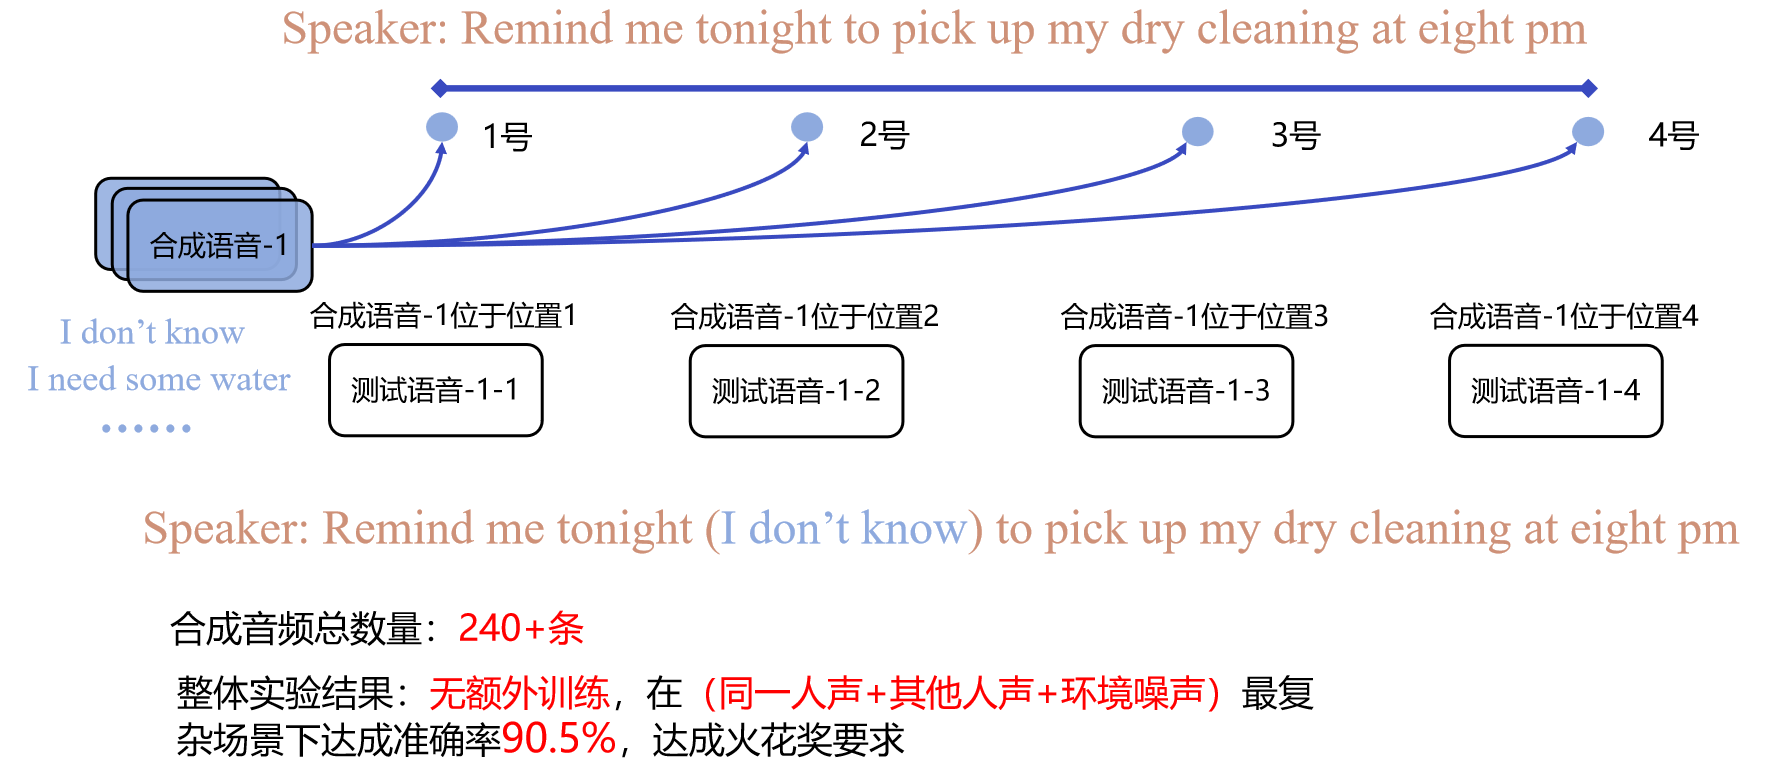 Speaker: Remind me tonight to pick up my dry cleaning at eight pm
1号
2号
3号
4号
合成语音-1
I don’t know
I need some water
······
合成语音-1位于位置1
合成语音-1位于位置2
合成语音-1位于位置3
合成语音-1位于位置4
测试语音-1-1
测试语音-1-2
测试语音-1-3
测试语音-1-4
Speaker: Remind me tonight (I don’t know) to pick up my dry cleaning at eight pm
合成音频总数量：240+条
整体实验结果：无额外训练，在（同一人声+其他人声+环境噪声）最复
杂场景下达成准确率90.5%，达成火花奖要求